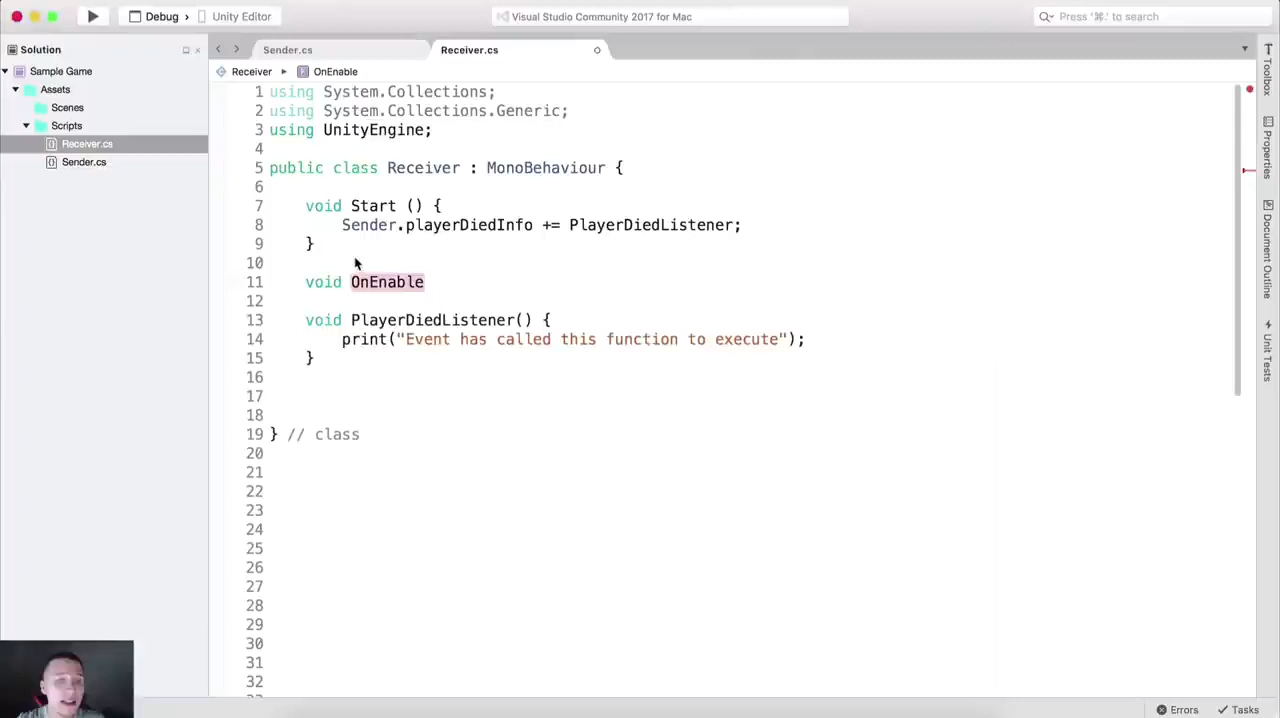 Debug › Unity Editor
Visual Studio Community 2017 for Mac
Press '⌘.' to search
Solution
Sender.cs
Receiver.cs
Sample Game
Assets
Scenes
Scripts
Receiver.cs
Sender.cs
Receiver ▸ OnEnable
1 using System.Collections;
2 using System.Collections.Generic;
3 using UnityEngine;
4
5 public class Receiver : MonoBehaviour {
6
7 void Start () {
8 Sender.playerDiedInfo += PlayerDiedListener;
9 }
10
11 void OnEnable
12
13 void PlayerDiedListener() {
14 print("Event has called this function to execute");
15 }
16
17
18
19 } // class
20
21
22
23
24
25
26
27
28
29
30
31
32
Toolbox
Properties
Document Outline
Unit Tests
Errors
Tasks